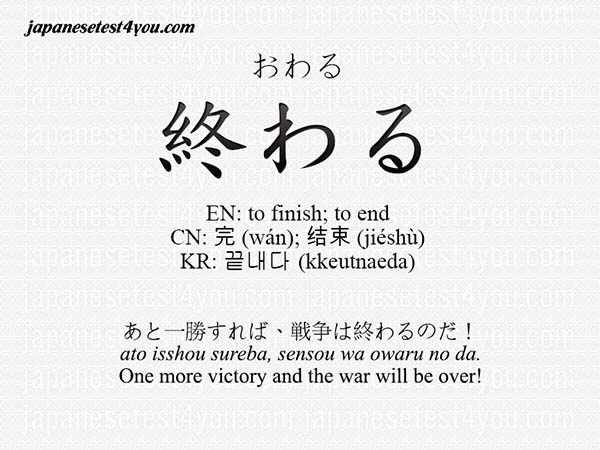 japanesetest4you.com
おわる
終わる
EN: to finish; to end
CN: 完 (wán); 结束 (jiéshù)
KR: 끝내다 (kkeutnaeda)
あと一勝すれば、戦争は終わるのだ！
ato isshou sureba, sensou wa owaru no da.
One more victory and the war will be over!